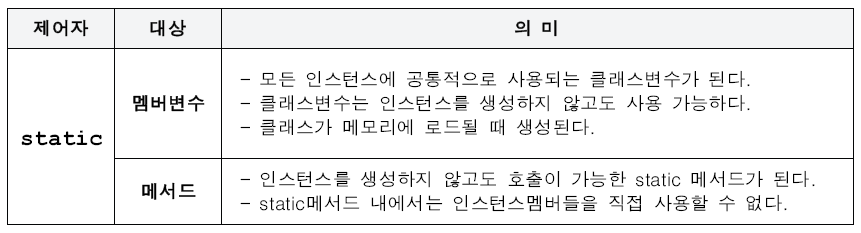 제어자 대상 의 미
static
멤버변수
- 모든 인스턴스에 공통적으로 사용되는 클래스변수가 된다.
- 클래스변수는 인스턴스를 생성하지 않고도 사용 가능하다.
- 클래스가 메모리에 로드될 때 생성된다.
메서드
- 인스턴스를 생성하지 않고도 호출이 가능한 static 메서드가 된다.
- static메서드 내에서는 인스턴스멤버들을 직접 사용할 수 없다.